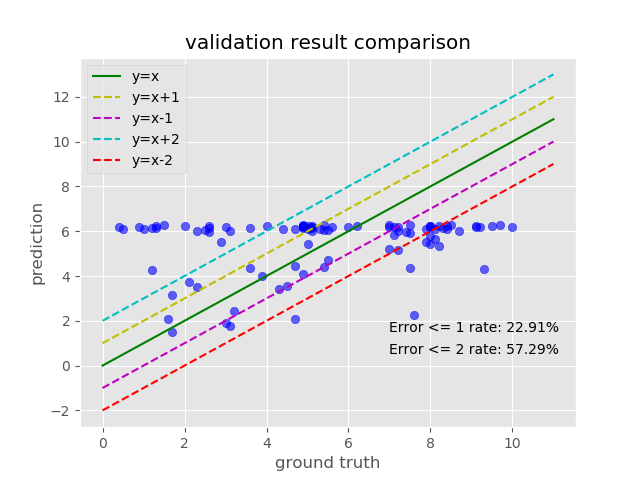 validation result comparison
y=x
y=x+1
y=x-1
y=x+2
y=x-2
12
10
8
6
4
2
0
−2
prediction
Error <= 1 rate: 22.91%
Error <= 2 rate: 57.29%
0 2 4 6 8 10
ground truth